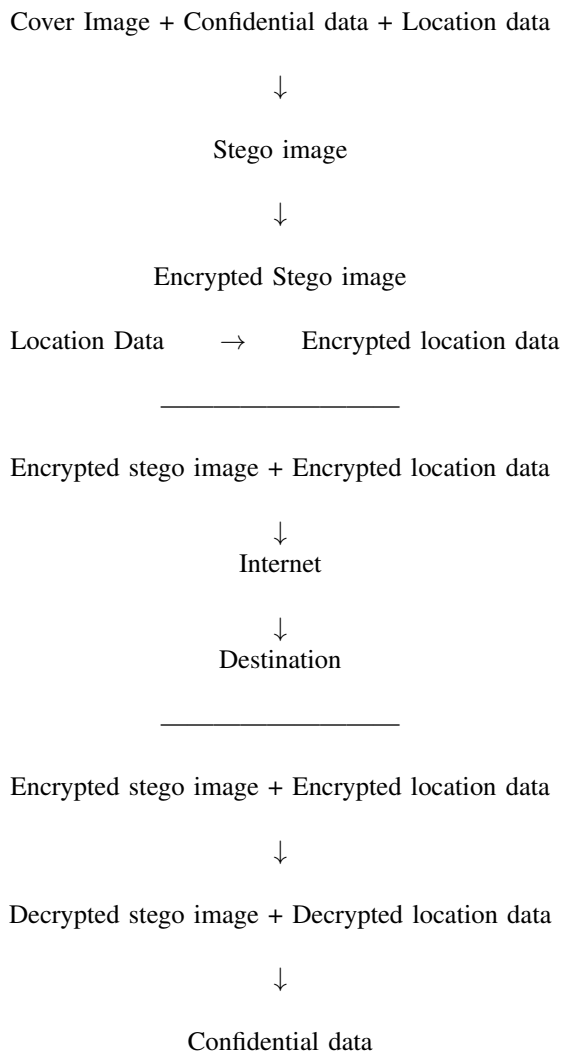 Cover Image + Confidential data + Location data
↓
Stego image
↓
Encrypted Stego image
Location Data → Encrypted location data
Encrypted stego image + Encrypted location data
↓
Internet
↓
Destination
Encrypted stego image + Encrypted location data
↓
Decrypted stego image + Decrypted location data
↓
Confidential data